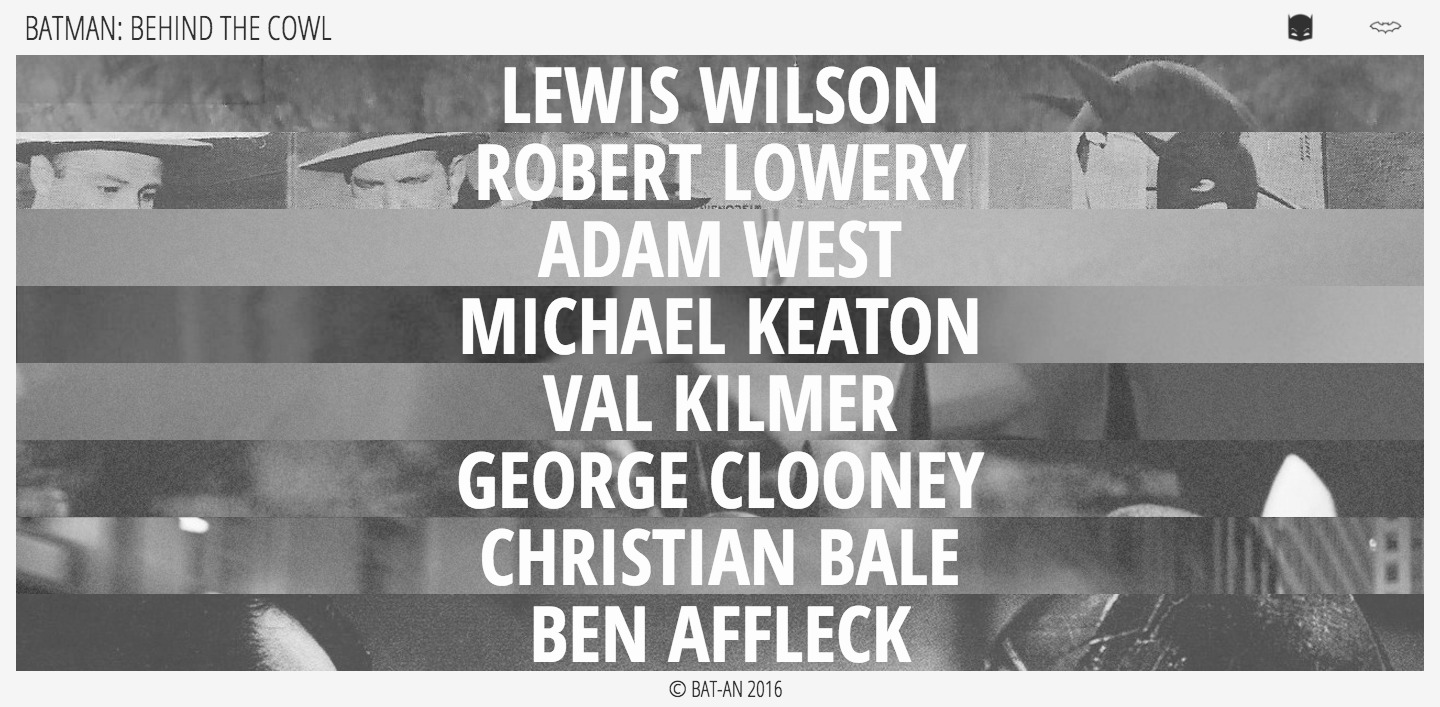 BATMAN: BEHIND THE COWL
LEWIS WILSON
ROBERT LOWERY
ADAM WEST
MICHAEL KEATON
VAL KILMER
GEORGE CLOONEY
CHRISTIAN BALE
BEN AFFLECK
© BAT-AN 2016